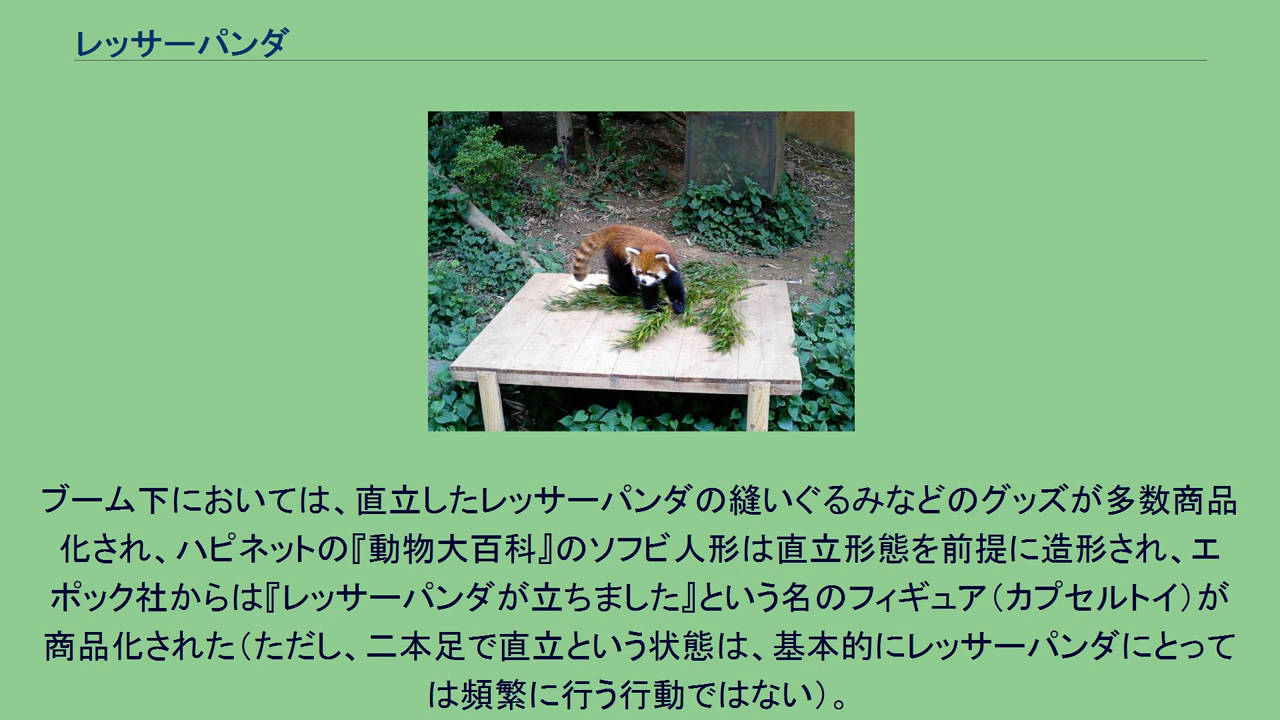 レッサーパンダ
ブーム下においては、直立したレッサーパンダの縫いぐるみなどのグッズが多数商品
化され、ハピネットの『動物大百科』のソフビ人形は直立形態を前提に造形され、エ
ポック社からは『レッサーパンダが立ちました』という名のフィギュア（カプセルトイ）が
商品化された（ただし、二本足で直立という状態は、基本的にレッサーパンダにとって
は頻繁に行う行動ではない）。